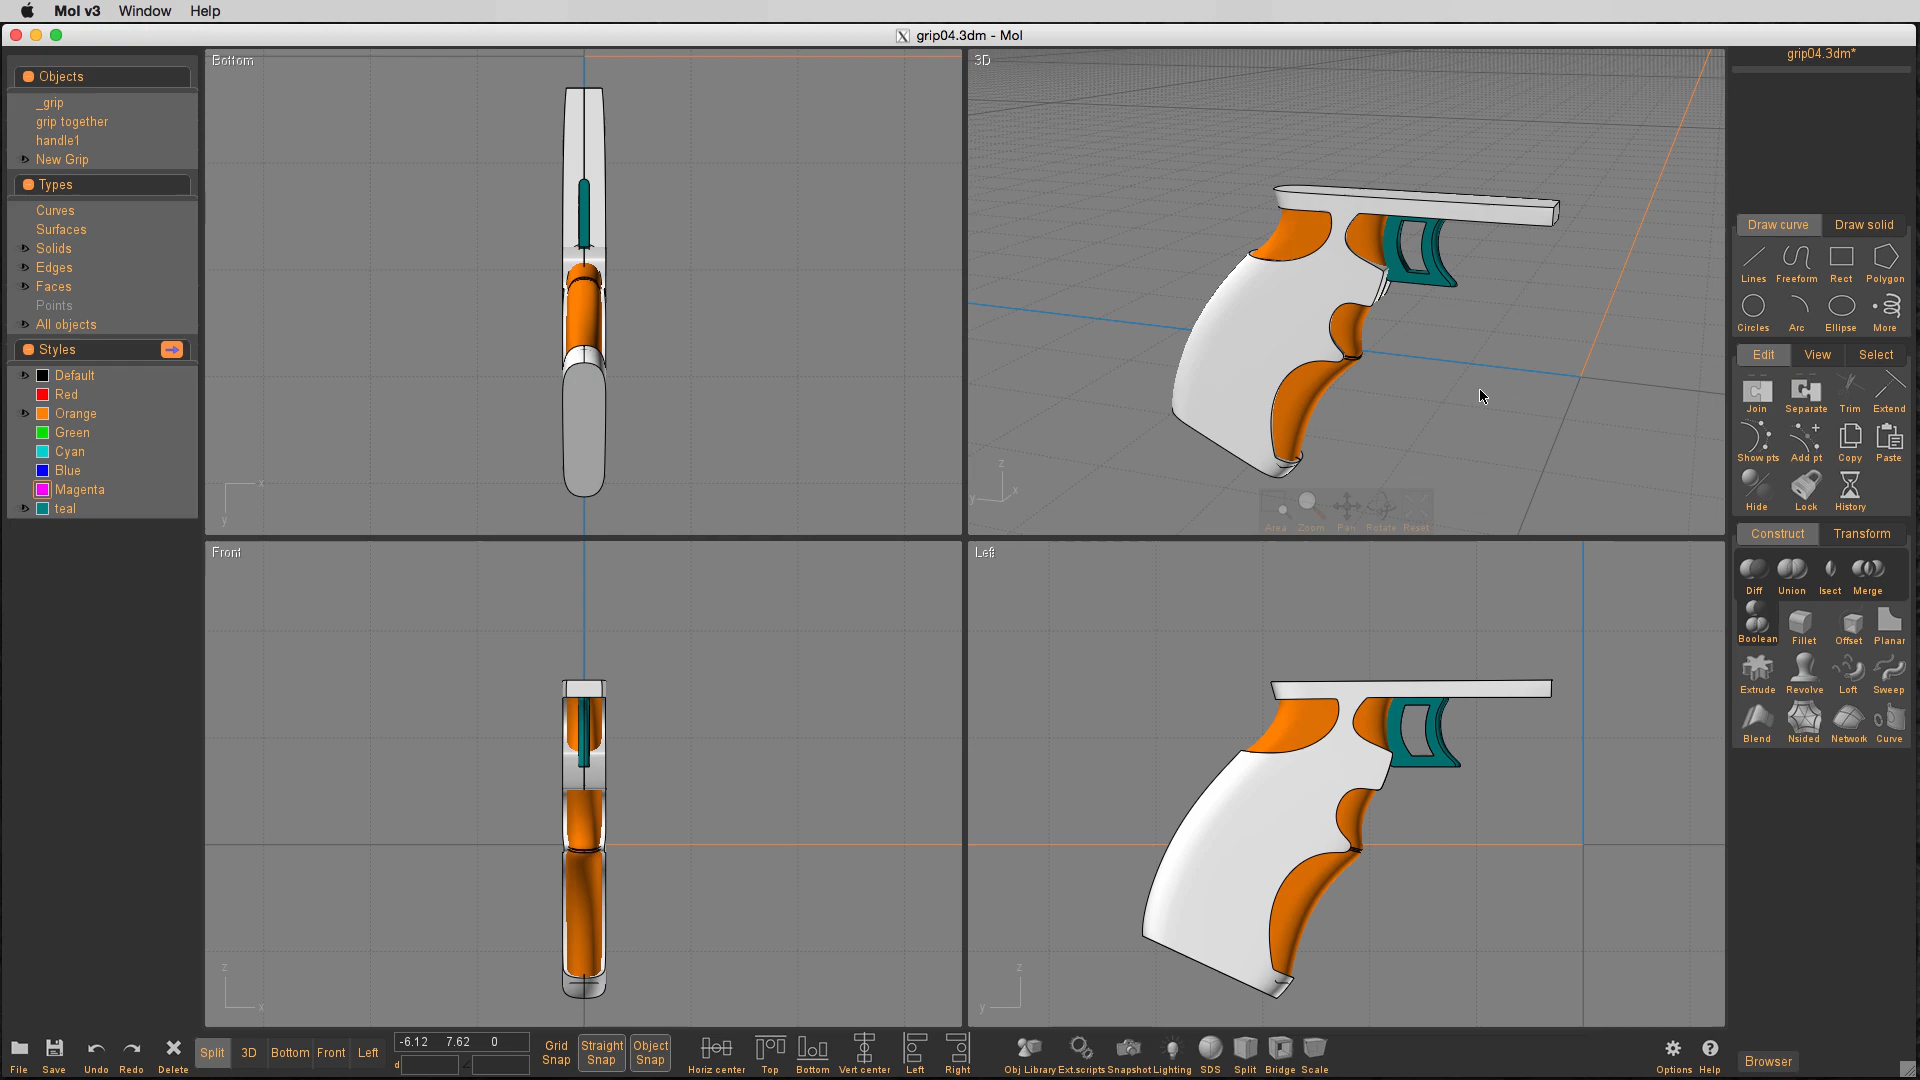 MoI v3 Window Help
grip04.3dm - MoI
Objects
_grip
grip together
handle1
New Grip
Types
Curves
Surfaces
Solids
Edges
Faces
Points
All objects
Styles
Default
Red
Orange
Green
Cyan
Blue
Magenta
teal
Bottom
x
y
3D
z
y x
Area Zoom Pan Rotate Reset
Front
z
x
Left
z
y
grip04.3dm*
Draw curve Draw solid
Lines Freeform Rect Polygon
Circles Arc Ellipse More
Edit View Select
Join Separate Trim Extend
Show pts Add pt Copy Paste
Hide Lock History
Construct Transform
Diff Union Isect Merge
Boolean Fillet Offset Planar
Extrude Revolve Loft Sweep
Blend Nsided Network Curve
File Save Undo Redo Delete
Split 3D Bottom Front Left
-6.12 7.62 0
d
Grid Snap
Straight Snap
Object Snap
Horiz center Top Bottom Vert center Left Right
Obj Library Ext.scripts Snapshot Lighting SDS Split Bridge Scale
Options Help
Browser